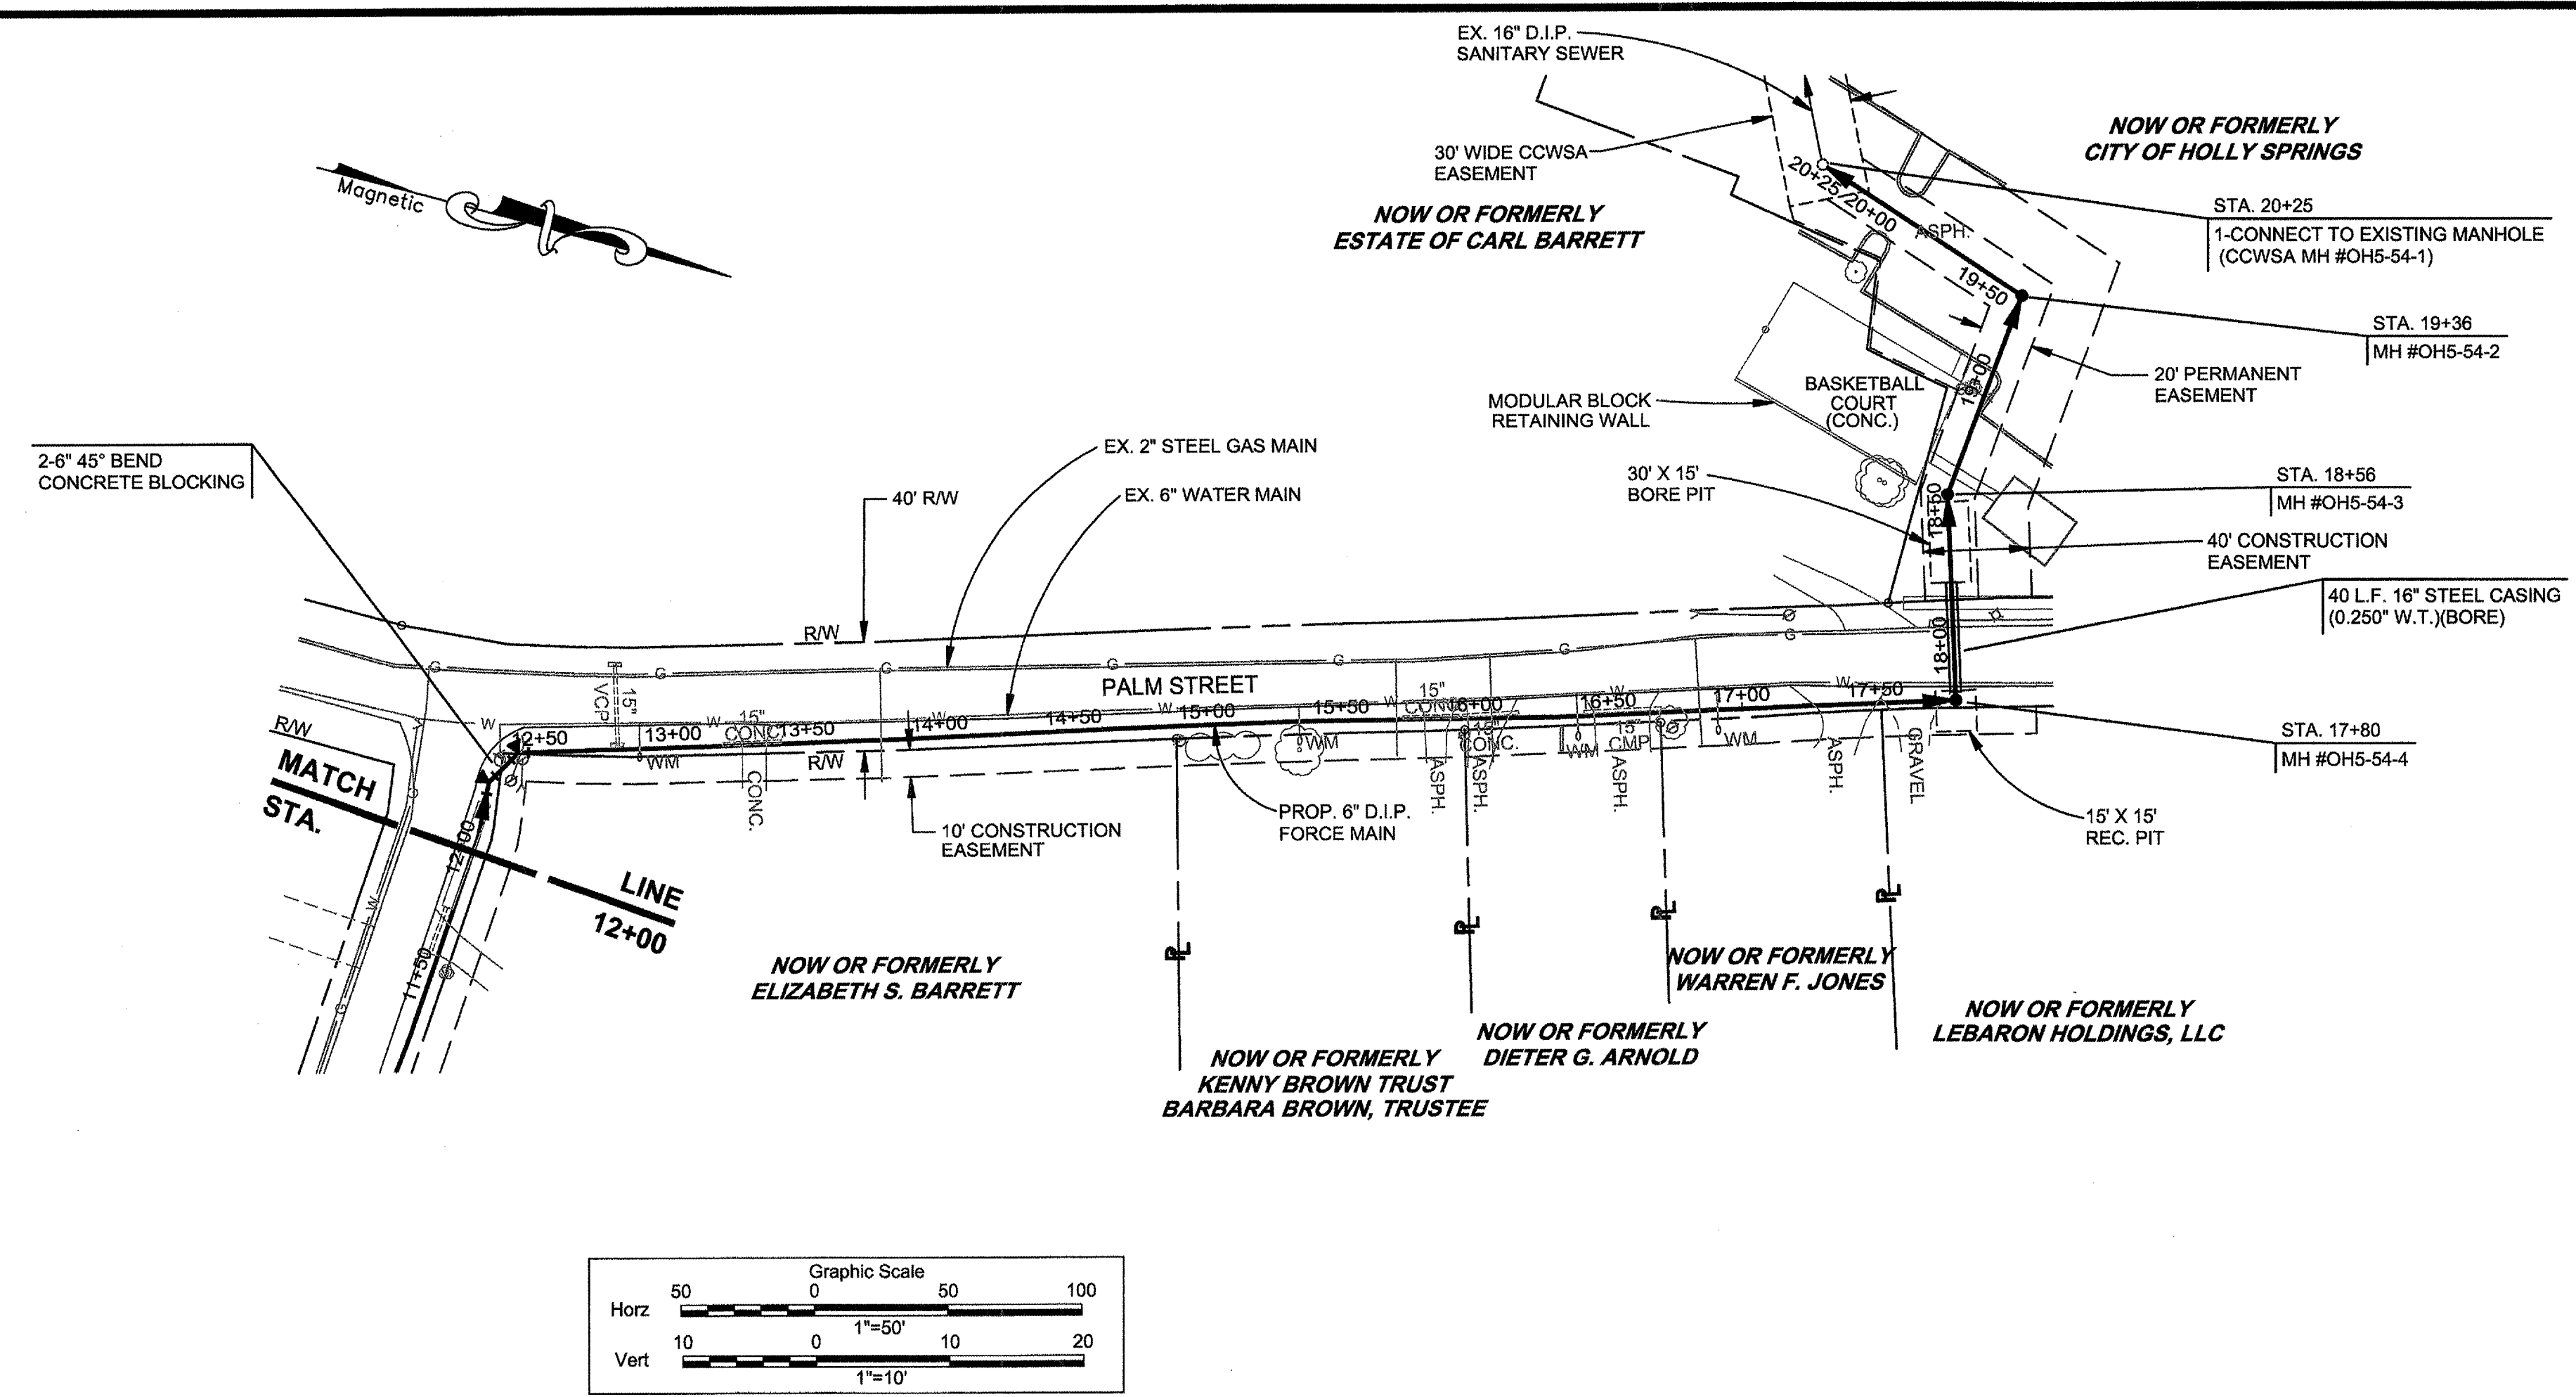 EX. 16" D.I.P.
SANITARY SEWER
30' WIDE CCWSA
EASEMENT
NOW OR FORMERLY
CITY OF HOLLY SPRINGS
NOW OR FORMERLY
ESTATE OF CARL BARRETT
Magnetic
20+25
20+00
ASPH.
19+50
19+00
18+50
18+00
STA. 20+25
1-CONNECT TO EXISTING MANHOLE
(CCWSA MH #OH5-54-1)
STA. 19+36
MH #OH5-54-2
20' PERMANENT
EASEMENT
BASKETBALL
COURT
(CONC.)
MODULAR BLOCK
RETAINING WALL
30' X 15'
BORE PIT
STA. 18+56
MH #OH5-54-3
40' CONSTRUCTION
EASEMENT
40 L.F. 16" STEEL CASING
(0.250" W.T.)(BORE)
STA. 17+80
MH #OH5-54-4
15' X 15'
REC. PIT
2-6" 45° BEND
CONCRETE BLOCKING
40' R/W
EX. 2" STEEL GAS MAIN
EX. 6" WATER MAIN
R/W
G G G G G G G
PALM STREET
15"
VCP
W W W W W W W
12+50
13+00
13+50
14+00
14+50
15+00
15+50
16+00
16+50
17+00
17+50
15"
CONC.
15"
CONC.
15"
CONC.
15"
CMP
WM
WM
WM
WM
R/W
R/W
CONC.
ASPH.
ASPH.
ASPH.
ASPH.
GRAVEL
MATCH
STA.
LINE
12+00
12+00
11+50
W
G
10' CONSTRUCTION
EASEMENT
PROP. 6" D.I.P.
FORCE MAIN
PL
PL
PL
PL
NOW OR FORMERLY
ELIZABETH S. BARRETT
NOW OR FORMERLY
KENNY BROWN TRUST
BARBARA BROWN, TRUSTEE
NOW OR FORMERLY
DIETER G. ARNOLD
NOW OR FORMERLY
WARREN F. JONES
NOW OR FORMERLY
LEBARON HOLDINGS, LLC
Graphic Scale
50 0 50 100
Horz
1"=50'
10 0 10 20
Vert
1"=10'